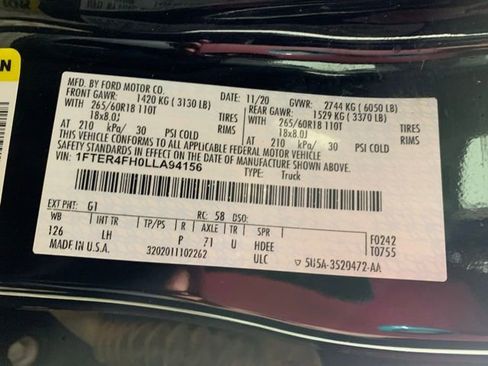 N
MFD. BY FORD MOTOR CO.
FRONT GAWR: 1420 KG ( 3130 LB) 11/20 GVWR: 2744 KG ( 6050 LB)
REAR GAWR: 1529 KG ( 3370 LB)
WITH 265/60R18 110T TIRES WITH 265/60R18 110T TIRES
18x8.0J RIMS 18x8.0J RIMS
AT 210 kPa/ 30 PSI COLD AT 210 kPa/ 30 PSI COLD
THIS VEHICLE CONFORMS TO ALL APPLICABLE FEDERAL MOTOR VEHICLE
SAFETY STANDARDS IN EFFECT ON THE DATE OF MANUFACTURE SHOWN ABOVE.
VIN: 1FTER4FH0LLA94156
TYPE: Truck
EXT PNT: G1 RC: 58 DSO:
WB INT TR TP/PS R AXLE TR SPR
126 LH P 71 U HDEE F0242
ULC T0755
MADE IN U.S.A. 3202011102262 5U5A-3520472-AA